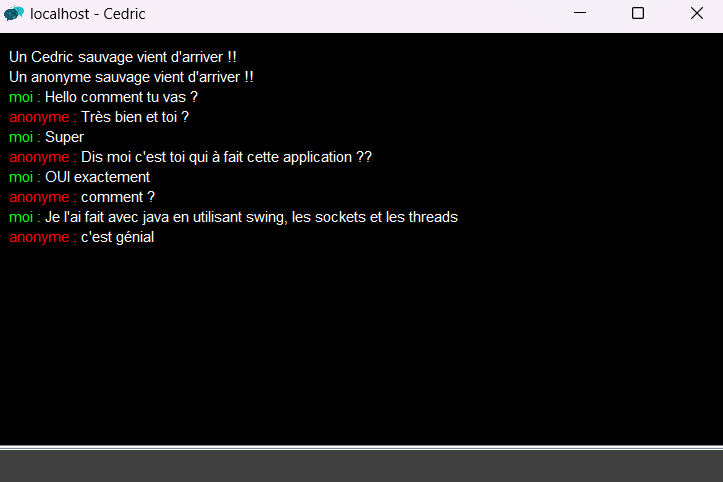 localhost - Cedric
Un Cedric sauvage vient d'arriver !!
Un anonyme sauvage vient d'arriver !!
moi : Hello comment tu vas ?
anonyme : Très bien et toi ?
moi : Super
anonyme : Dis moi c'est toi qui à fait cette application ??
moi : OUI exactement
anonyme : comment ?
moi : Je l'ai fait avec java en utilisant swing, les sockets et les threads
anonyme : c'est génial